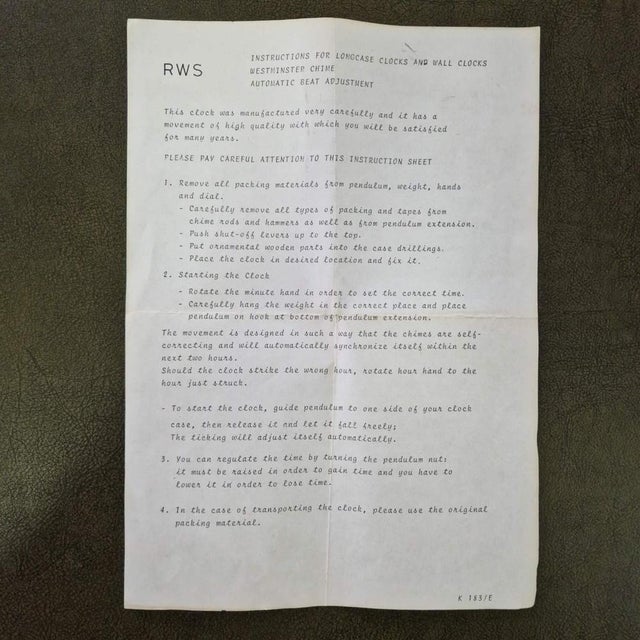 RWS
INSTRUCTIONS FOR LONGCASE CLOCKS AND WALL CLOCKS
WESTMINSTER CHIME
AUTOMATIC BEAT ADJUSTMENT
This clock was manufactured very carefully and it has a
movement of high quality with which you will be satisfied
for many years.
PLEASE PAY CAREFUL ATTENTION TO THIS INSTRUCTION SHEET
1. Remove all packing materials from pendulum, weight, hands
and dial.
- Carefully remove all types of packing and tapes from
chime rods and hammers as well as from pendulum extension.
- Push shut-off levers up to the top.
- Put ornamental wooden parts into the case drillings.
- Place the clock in desired location and fix it.
2. Starting the Clock
- Rotate the minute hand in order to set the correct time.
- Carefully hang the weight in the correct place and place
pendulum on hook at bottom of pendulum extension.
The movement is designed in such a way that the chimes are self-
correcting and will automatically synchronize itself within the
next two hours.
Should the clock strike the wrong hour, rotate hour hand to the
hour just struck.
- To start the clock, guide pendulum to one side of your clock
case, then release it and let it fall freely;
The ticking will adjust itself automatically.
3. You can regulate the time by turning the pendulum nut:
it must be raised in order to gain time and you have to
lower it in order to lose time.
4. In the case of transporting the clock, please use the original
packing material.
K 183/E